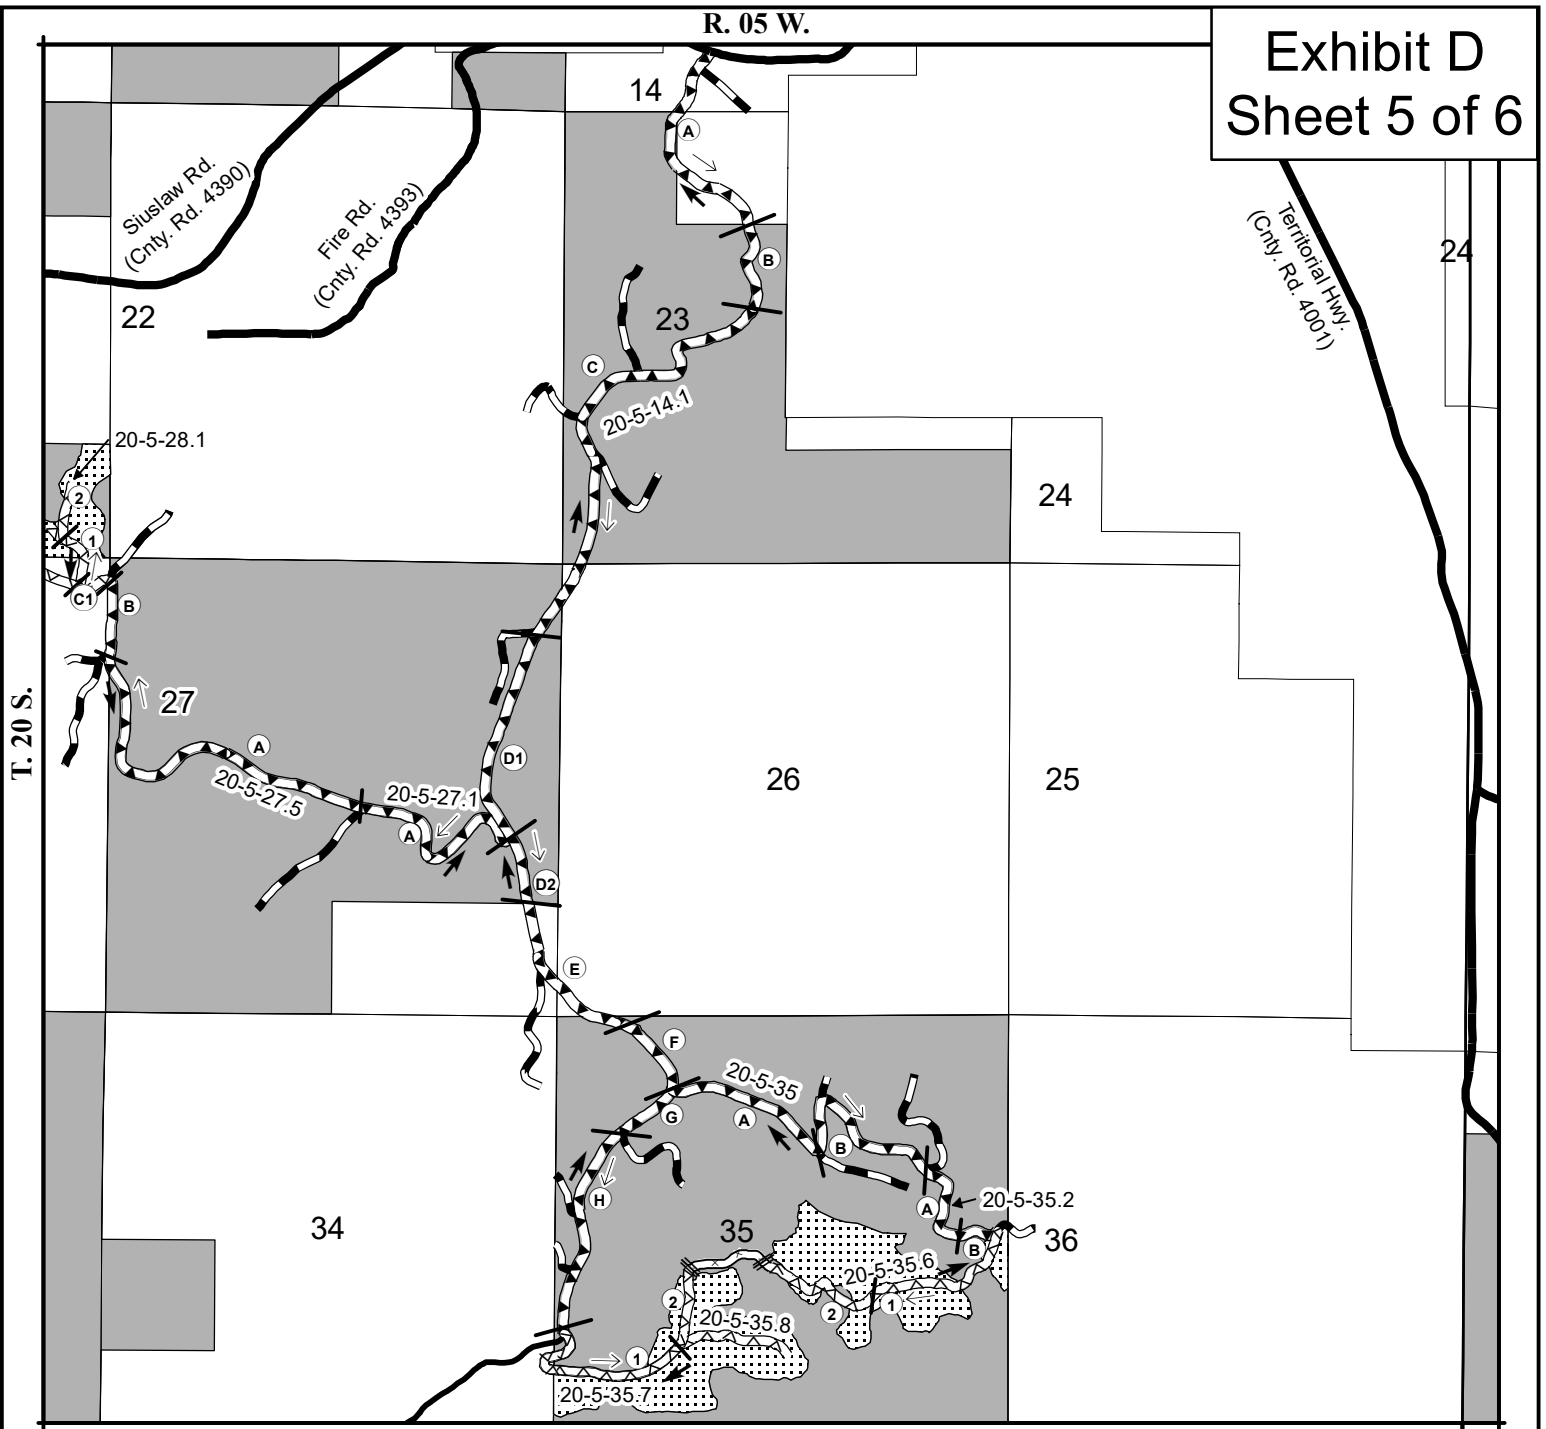 R. 05 W.
Exhibit D
Sheet 5 of 6
14
A
Siuslaw Rd.
(Cnty. Rd. 4390)
Fire Rd.
(Cnty. Rd. 4393)
Territorial Hwy.
(Cnty. Rd. 4001)
24
B
22
23
C
20-5-14.1
20-5-28.1
2
24
1
C1
B
T. 20 S.
27
A
D1
26
25
20-5-27.5
20-5-27.1
A
D2
E
F
20-5-35
G
A
B
H
20-5-35.2
A
34
35
36
B
20-5-35.6
2
2
1
20-5-35.8
1
20-5-35.7